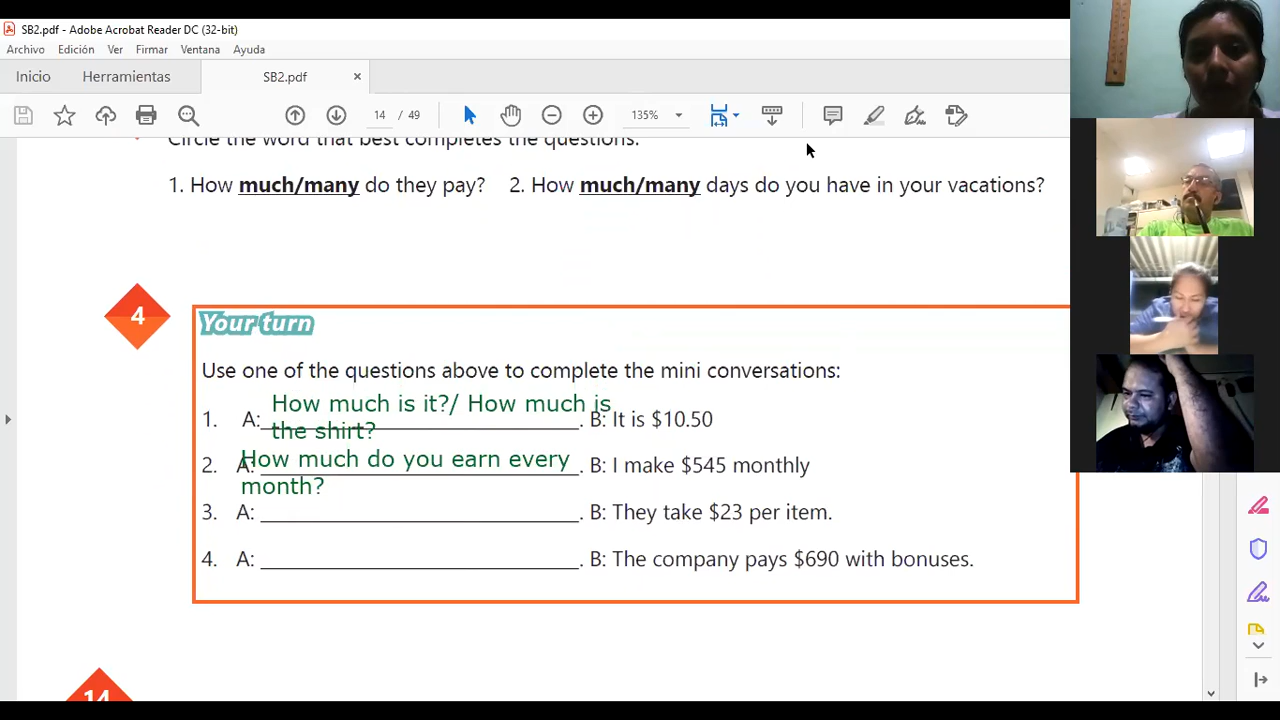 SB2.pdf - Adobe Acrobat Reader DC (32-bit)
Archivo Edición Ver Firmar Ventana Ayuda
Inicio Herramientas SB2.pdf ×
14 / 49 135%
Circle the word that best completes the questions.
1. How much/many do they pay? 2. How much/many days do you have in your vacations?
4
Your turn
Use one of the questions above to complete the mini conversations:
How much is it?/ How much is
1. A:____________________. B: It is $10.50
the shirt?
How much do you earn every
2. A: ____________________. B: I make $545 monthly
month?
3. A: ____________________. B: They take $23 per item.
4. A: ____________________. B: The company pays $690 with bonuses.
14